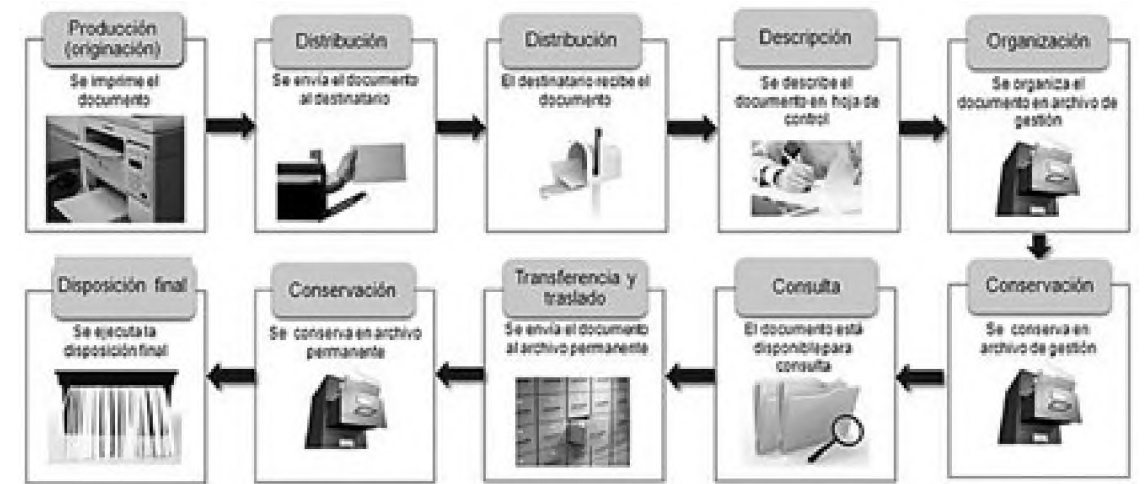 Producción
(originación)
Se imprime el
documento
Distribución
Se envía el documento
al destinatario
Distribución
El destinatario recibe el
documento
Descripción
Se describe el
documento en hoja de
control
Organización
Se organiza el
documento en archivo de
gestión
Conservación
Se conserva en
archivo de gestión
Consulta
El documento está
disponible para
consulta
Transferencia y
traslado
Se envía el documento
al archivo permanente
Conservación
Se conserva en archivo
permanente
Disposición final
Se ejecuta la
disposición final